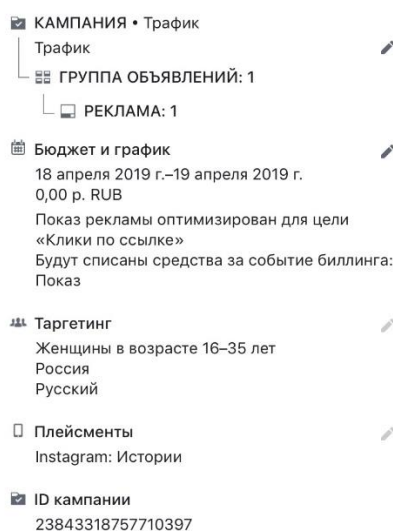 КАМПАНИЯ • Трафик
Трафик
ГРУППА ОБЪЯВЛЕНИЙ: 1
РЕКЛАМА: 1
Бюджет и график
18 апреля 2019 г.–19 апреля 2019 г.
0,00 р. RUB
Показ рекламы оптимизирован для цели
«Клики по ссылке»
Будут списаны средства за событие биллинга:
Показ
Таргетинг
Женщины в возрасте 16–35 лет
Россия
Русский
Плейсменты
Instagram: Истории
ID кампании
23843318757710397